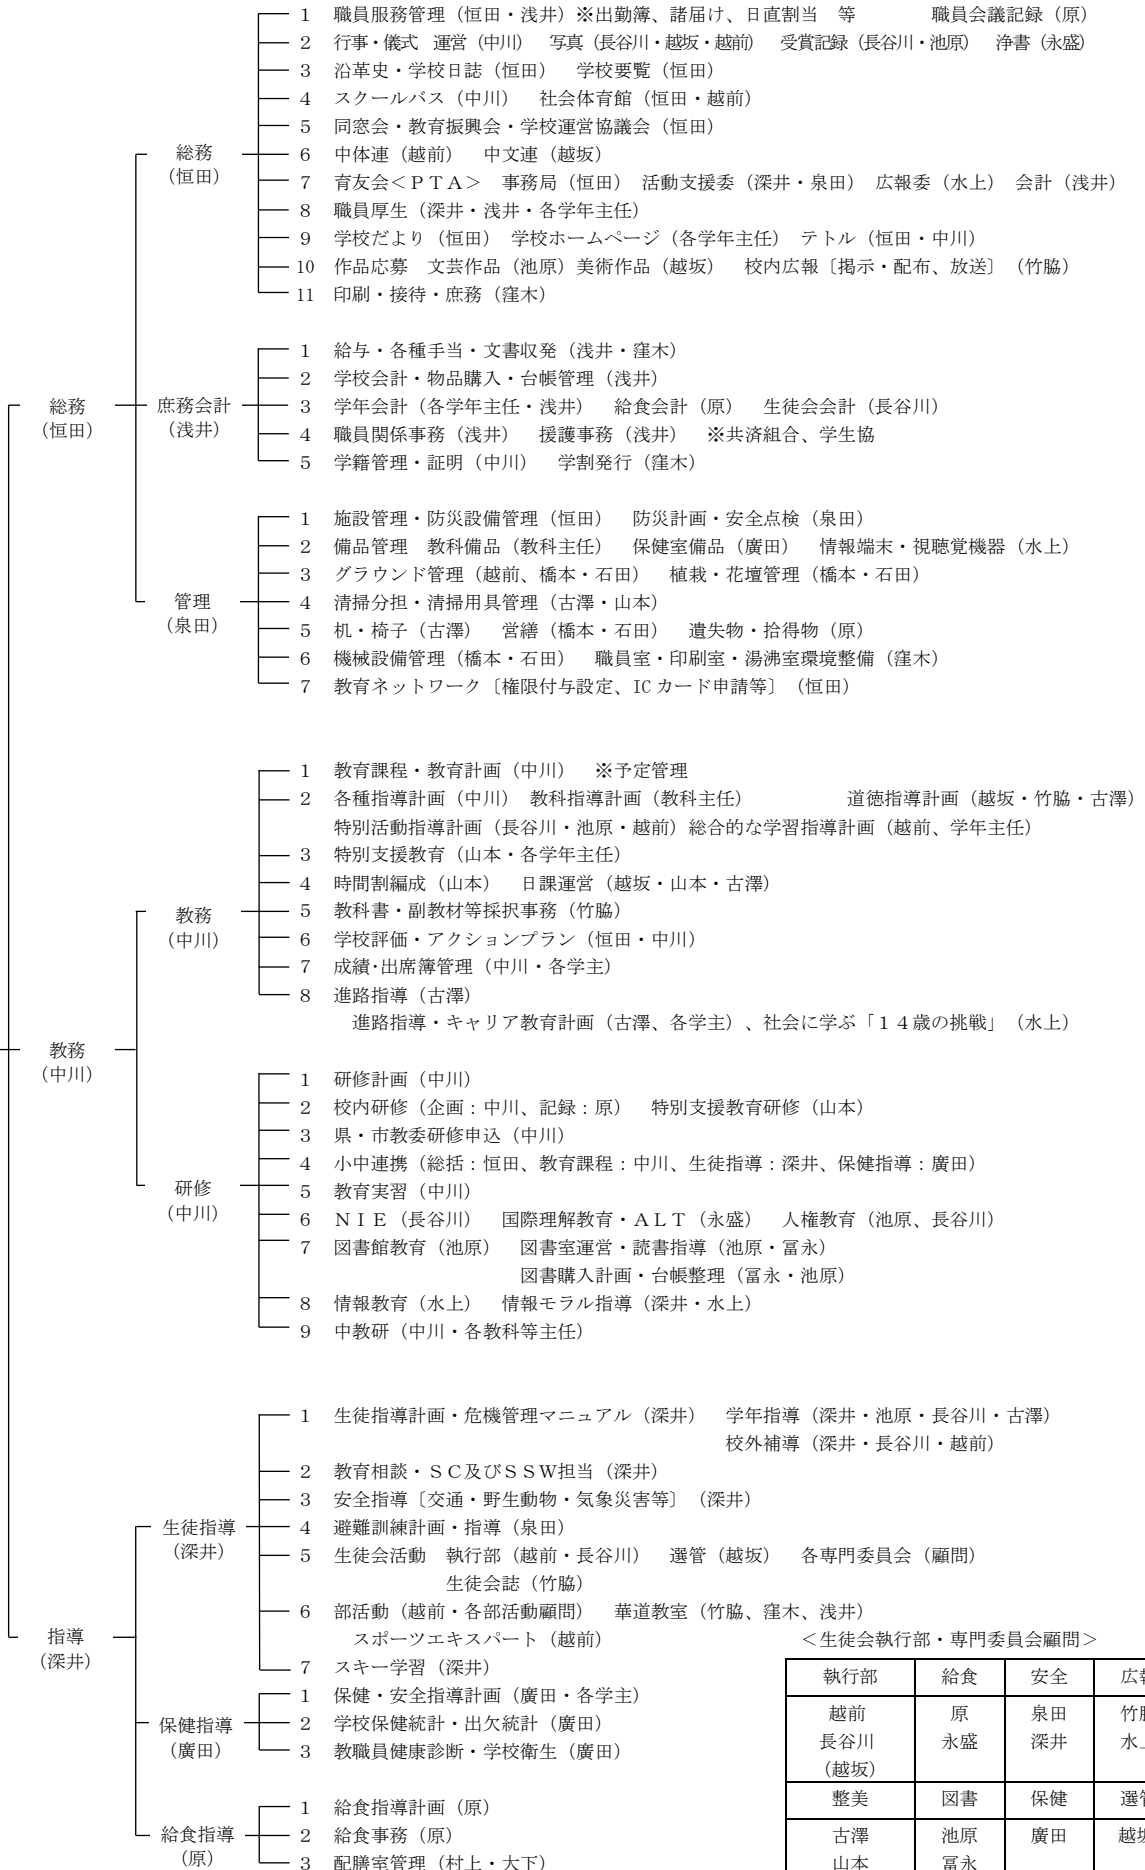 1 職員服務管理（恒田・浅井）※出勤簿、諸届け、日直割当 等 職員会議記録（原）
2 行事・儀式 運営（中川） 写真（長谷川・越坂・越前） 受賞記録（長谷川・池原） 浄書（永盛）
3 沿革史・学校日誌（恒田） 学校要覧（恒田）
4 スクールバス（中川） 社会体育館（恒田・越前）
5 同窓会・教育振興会・学校運営協議会（恒田）
総務
（恒田）
6 中体連（越前） 中文連（越坂）
7 育友会＜ＰＴＡ＞ 事務局（恒田） 活動支援委（深井・泉田） 広報委（水上） 会計（浅井）
8 職員厚生（深井・浅井・各学年主任）
9 学校だより（恒田） 学校ホームページ（各学年主任） テトル（恒田・中川）
10 作品応募 文芸作品（池原）美術作品（越坂） 校内広報〔掲示・配布、放送〕（竹脇）
11 印刷・接待・庶務（窪木）
総務
（恒田）
庶務会計
（浅井）
1 給与・各種手当・文書収発（浅井・窪木）
2 学校会計・物品購入・台帳管理（浅井）
3 学年会計（各学年主任・浅井） 給食会計（原） 生徒会会計（長谷川）
4 職員関係事務（浅井） 援護事務（浅井） ※共済組合、学生協
5 学籍管理・証明（中川） 学割発行（窪木）
管理
（泉田）
1 施設管理・防災設備管理（恒田） 防災計画・安全点検（泉田）
2 備品管理 教科備品（教科主任） 保健室備品（廣田） 情報端末・視聴覚機器（水上）
3 グラウンド管理（越前、橋本・石田） 植栽・花壇管理（橋本・石田）
4 清掃分担・清掃用具管理（古澤・山本）
5 机・椅子（古澤） 営繕（橋本・石田） 遺失物・拾得物（原）
6 機械設備管理（橋本・石田） 職員室・印刷室・湯沸室環境整備（窪木）
7 教育ネットワーク〔権限付与設定、IC カード申請等〕（恒田）
教務
（中川）
教務
（中川）
1 教育課程・教育計画（中川） ※予定管理
2 各種指導計画（中川） 教科指導計画（教科主任） 道徳指導計画（越坂・竹脇・古澤）
特別活動指導計画（長谷川・池原・越前）総合的な学習指導計画（越前、学年主任）
3 特別支援教育（山本・各学年主任）
4 時間割編成（山本） 日課運営（越坂・山本・古澤）
5 教科書・副教材等採択事務（竹脇）
6 学校評価・アクションプラン（恒田・中川）
7 成績・出席簿管理（中川・各学主）
8 進路指導（古澤）
進路指導・キャリア教育計画（古澤、各学主）、社会に学ぶ「１４歳の挑戦」（水上）
研修
（中川）
1 研修計画（中川）
2 校内研修（企画：中川、記録：原） 特別支援教育研修（山本）
3 県・市教委研修申込（中川）
4 小中連携（総括：恒田、教育課程：中川、生徒指導：深井、保健指導：廣田）
5 教育実習（中川）
6 ＮＩＥ（長谷川） 国際理解教育・ＡＬＴ（永盛） 人権教育（池原、長谷川）
7 図書館教育（池原） 図書室運営・読書指導（池原・冨永）
図書購入計画・台帳整理（冨永・池原）
8 情報教育（水上） 情報モラル指導（深井・水上）
9 中教研（中川・各教科等主任）
指導
（深井）
生徒指導
（深井）
1 生徒指導計画・危機管理マニュアル（深井） 学年指導（深井・池原・長谷川・古澤）
校外補導（深井・長谷川・越前）
2 教育相談・ＳＣ及びＳＳＷ担当（深井）
3 安全指導〔交通・野生動物・気象災害等〕（深井）
4 避難訓練計画・指導（泉田）
5 生徒会活動 執行部（越前・長谷川） 選管（越坂） 各専門委員会（顧問）
生徒会誌（竹脇）
6 部活動（越前・各部活動顧問） 華道教室（竹脇、窪木、浅井）
スポーツエキスパート（越前）
7 スキー学習（深井）
保健指導
（廣田）
1 保健・安全指導計画（廣田・各学主）
2 学校保健統計・出欠統計（廣田）
3 教職員健康診断・学校衛生（廣田）
給食指導
（原）
1 給食指導計画（原）
2 給食事務（原）
3 配膳室管理（村上・大下）
＜生徒会執行部・専門委員会顧問＞
執行部 給食 安全
越前 原 泉田
長谷川 永盛 深井
（越坂）
整美 図書 保健
古澤 池原 廣田
山本 冨永